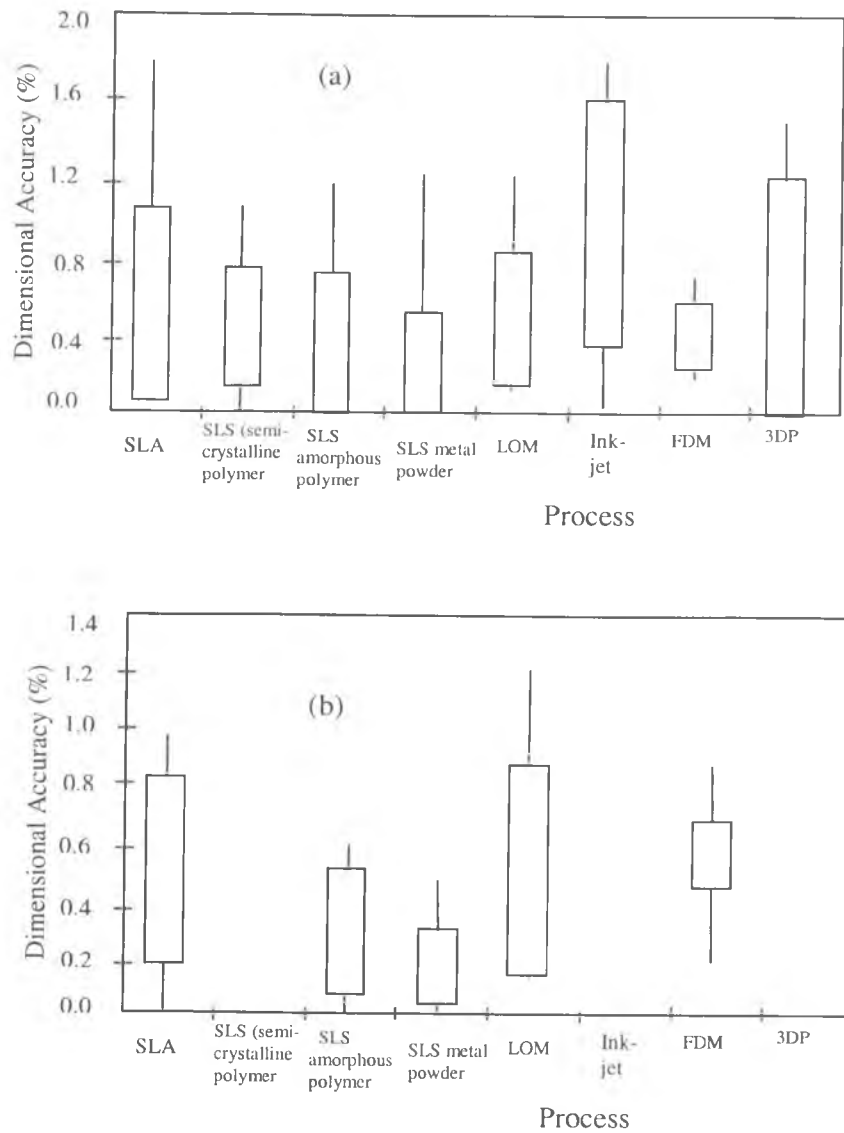 2.0
(a)
1.6
1.2
0.8
0.4
0.0
Dimensional Accuracy (%)
SLA
SLS (semi-
crystalline
polymer
SLS
amorphous
polymer
SLS metal
powder
LOM
Ink-
jet
FDM
3DP
Process
1.4
1.2
(b)
1.0
0.8
0.6
0.4
0.2
0.0
Dimensional Accuracy (%)
SLA
SLS (semi-
crystalline
polymer
SLS
amorphous
polymer
SLS metal
powder
LOM
Ink-
jet
FDM
3DP
Process